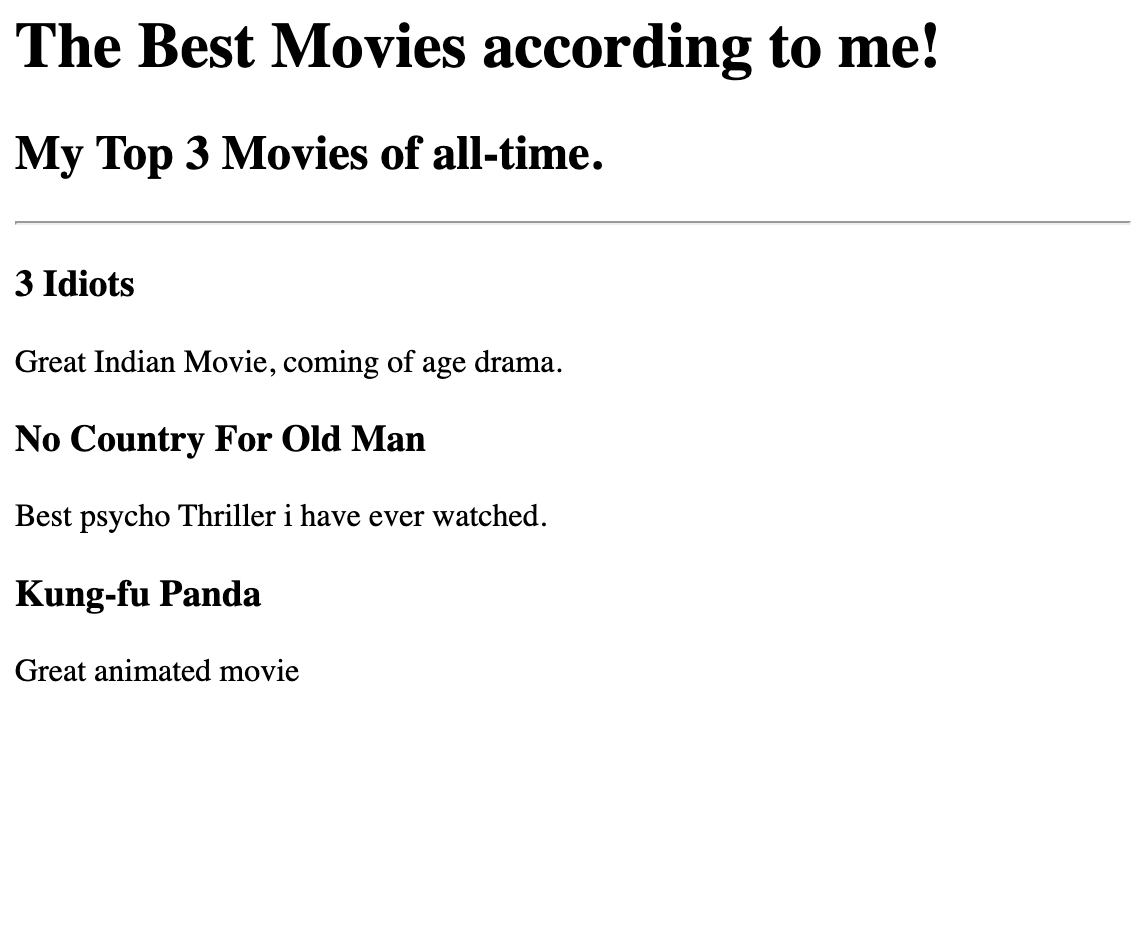 The Best Movies according to me!
My Top 3 Movies of all-time.
3 Idiots
Great Indian Movie, coming of age drama.
No Country For Old Man
Best psycho Thriller i have ever watched.
Kung-fu Panda
Great animated movie